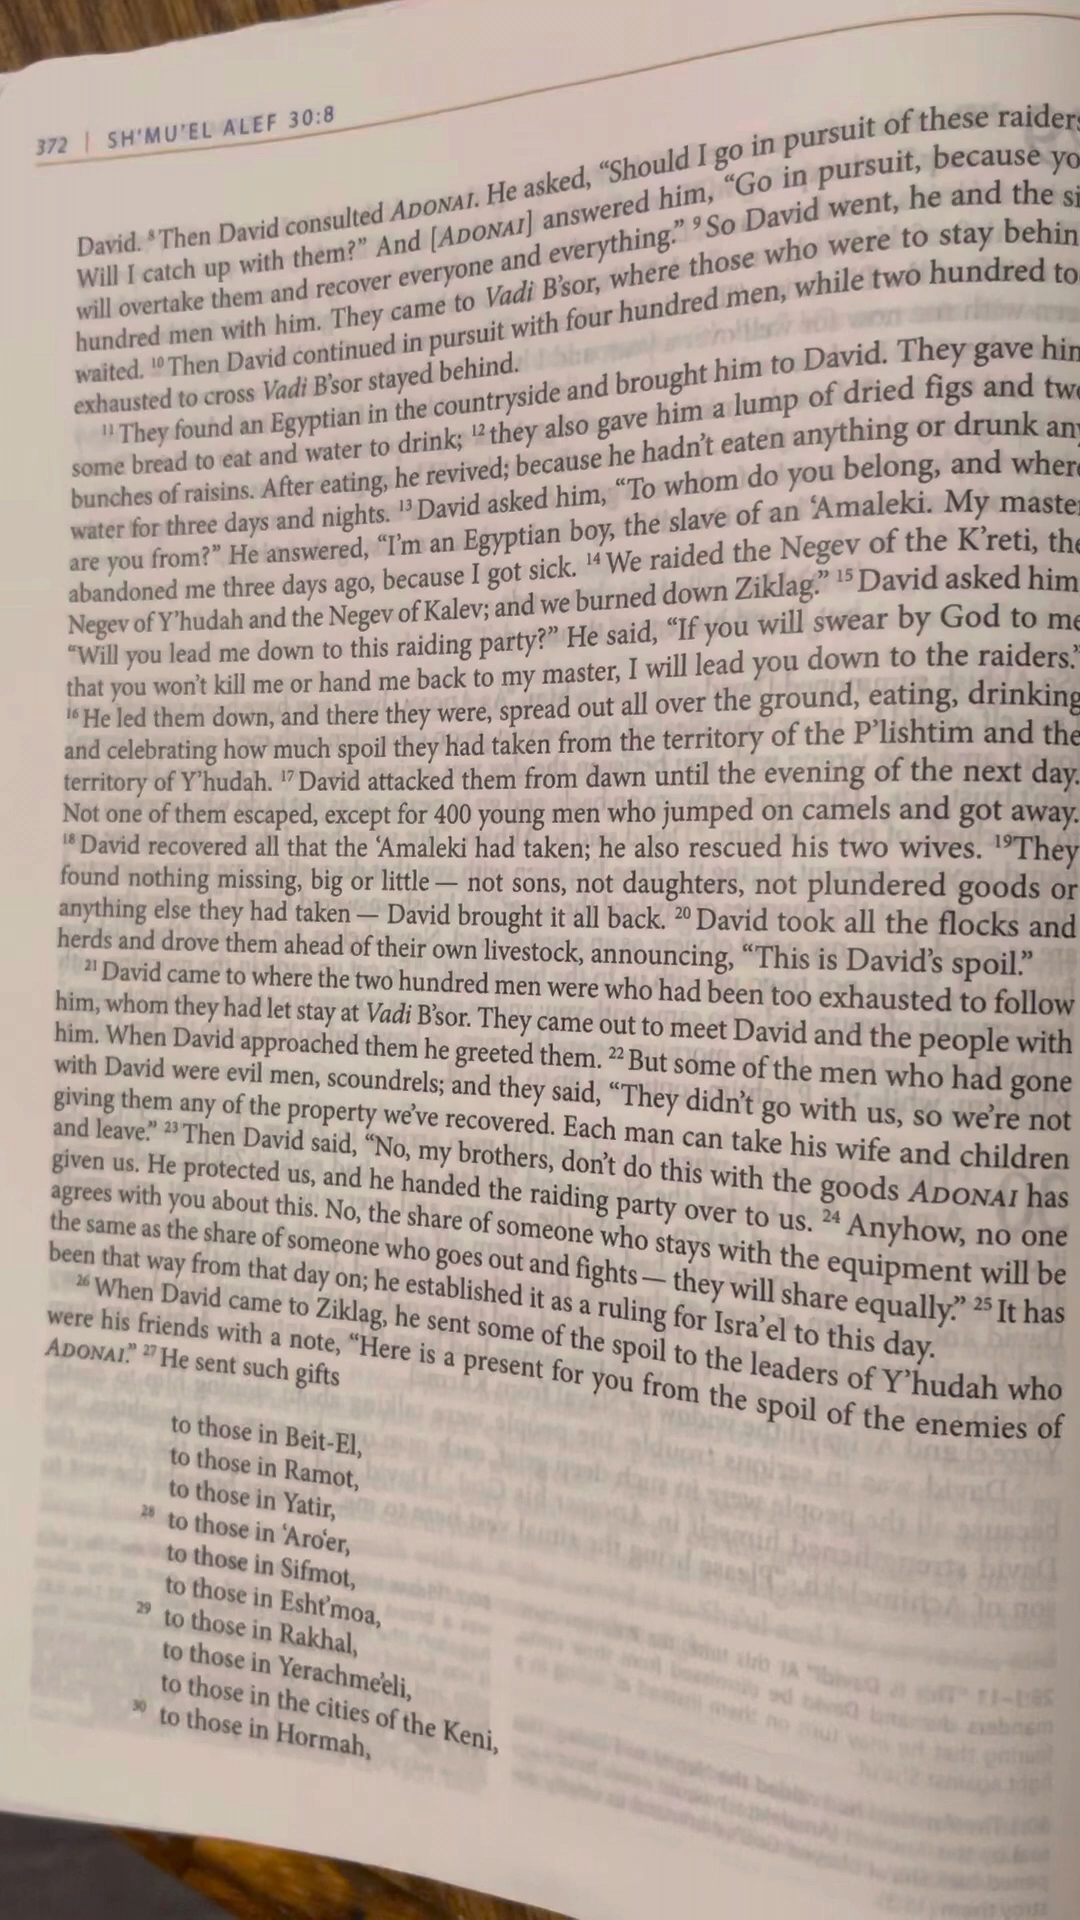 372 | SH'MU'EL ALEF 30:8
David. ⁸Then David consulted ADONAI. He asked, “Should I go in pursuit of these raider
Will I catch up with them?” And [ADONAI] answered him, “Go in pursuit, because yo
will overtake them and recover everyone and everything.” ⁹So David went, he and the si
hundred men with him. They came to Vadi B'sor, where those who were to stay behin
waited. ¹⁰Then David continued in pursuit with four hundred men, while two hundred to
exhausted to cross Vadi B'sor stayed behind.
¹¹They found an Egyptian in the countryside and brought him to David. They gave him
some bread to eat and water to drink; ¹²they also gave him a lump of dried figs and tw
bunches of raisins. After eating, he revived; because he hadn't eaten anything or drunk an
water for three days and nights. ¹³David asked him, “To whom do you belong, and wher
are you from?” He answered, “I'm an Egyptian boy, the slave of an ‘Amaleki. My maste
abandoned me three days ago, because I got sick. ¹⁴We raided the Negev of the K'reti, the
Negev of Y'hudah and the Negev of Kalev; and we burned down Ziklag.” ¹⁵David asked him
“Will you lead me down to this raiding party?” He said, “If you will swear by God to me
that you won't kill me or hand me back to my master, I will lead you down to the raiders.”
¹⁶He led them down, and there they were, spread out all over the ground, eating, drinking
and celebrating how much spoil they had taken from the territory of the P'lishtim and the
territory of Y'hudah. ¹⁷David attacked them from dawn until the evening of the next day.
Not one of them escaped, except for 400 young men who jumped on camels and got away.
¹⁸David recovered all that the ‘Amaleki had taken; he also rescued his two wives. ¹⁹They
found nothing missing, big or little — not sons, not daughters, not plundered goods or
anything else they had taken — David brought it all back. ²⁰David took all the flocks and
herds and drove them ahead of their own livestock, announcing, “This is David's spoil.”
²¹David came to where the two hundred men were who had been too exhausted to follow
him, whom they had let stay at Vadi B'sor. They came out to meet David and the people with
him. When David approached them he greeted them. ²²But some of the men who had gone
with David were evil men, scoundrels; and they said, “They didn't go with us, so we're not
giving them any of the property we've recovered. Each man can take his wife and children
and leave.” ²³Then David said, “No, my brothers, don't do this with the goods ADONAI has
given us. He protected us, and he handed the raiding party over to us. ²⁴Anyhow, no one
agrees with you about this. No, the share of someone who stays with the equipment will be
the same as the share of someone who goes out and fights — they will share equally.” ²⁵It has
been that way from that day on; he established it as a ruling for Isra'el to this day.
²⁶When David came to Ziklag, he sent some of the spoil to the leaders of Y'hudah who
were his friends with a note, “Here is a present for you from the spoil of the enemies of
ADONAI.” ²⁷He sent such gifts
to those in Beit-El,
to those in Ramot,
to those in Yatir,
²⁸ to those in ‘Aro‘er,
to those in Sifmot,
to those in Esht'moa,
²⁹ to those in Rakhal,
to those in Yerachme'eli,
to those in the cities of the Keni,
³⁰ to those in Hormah,